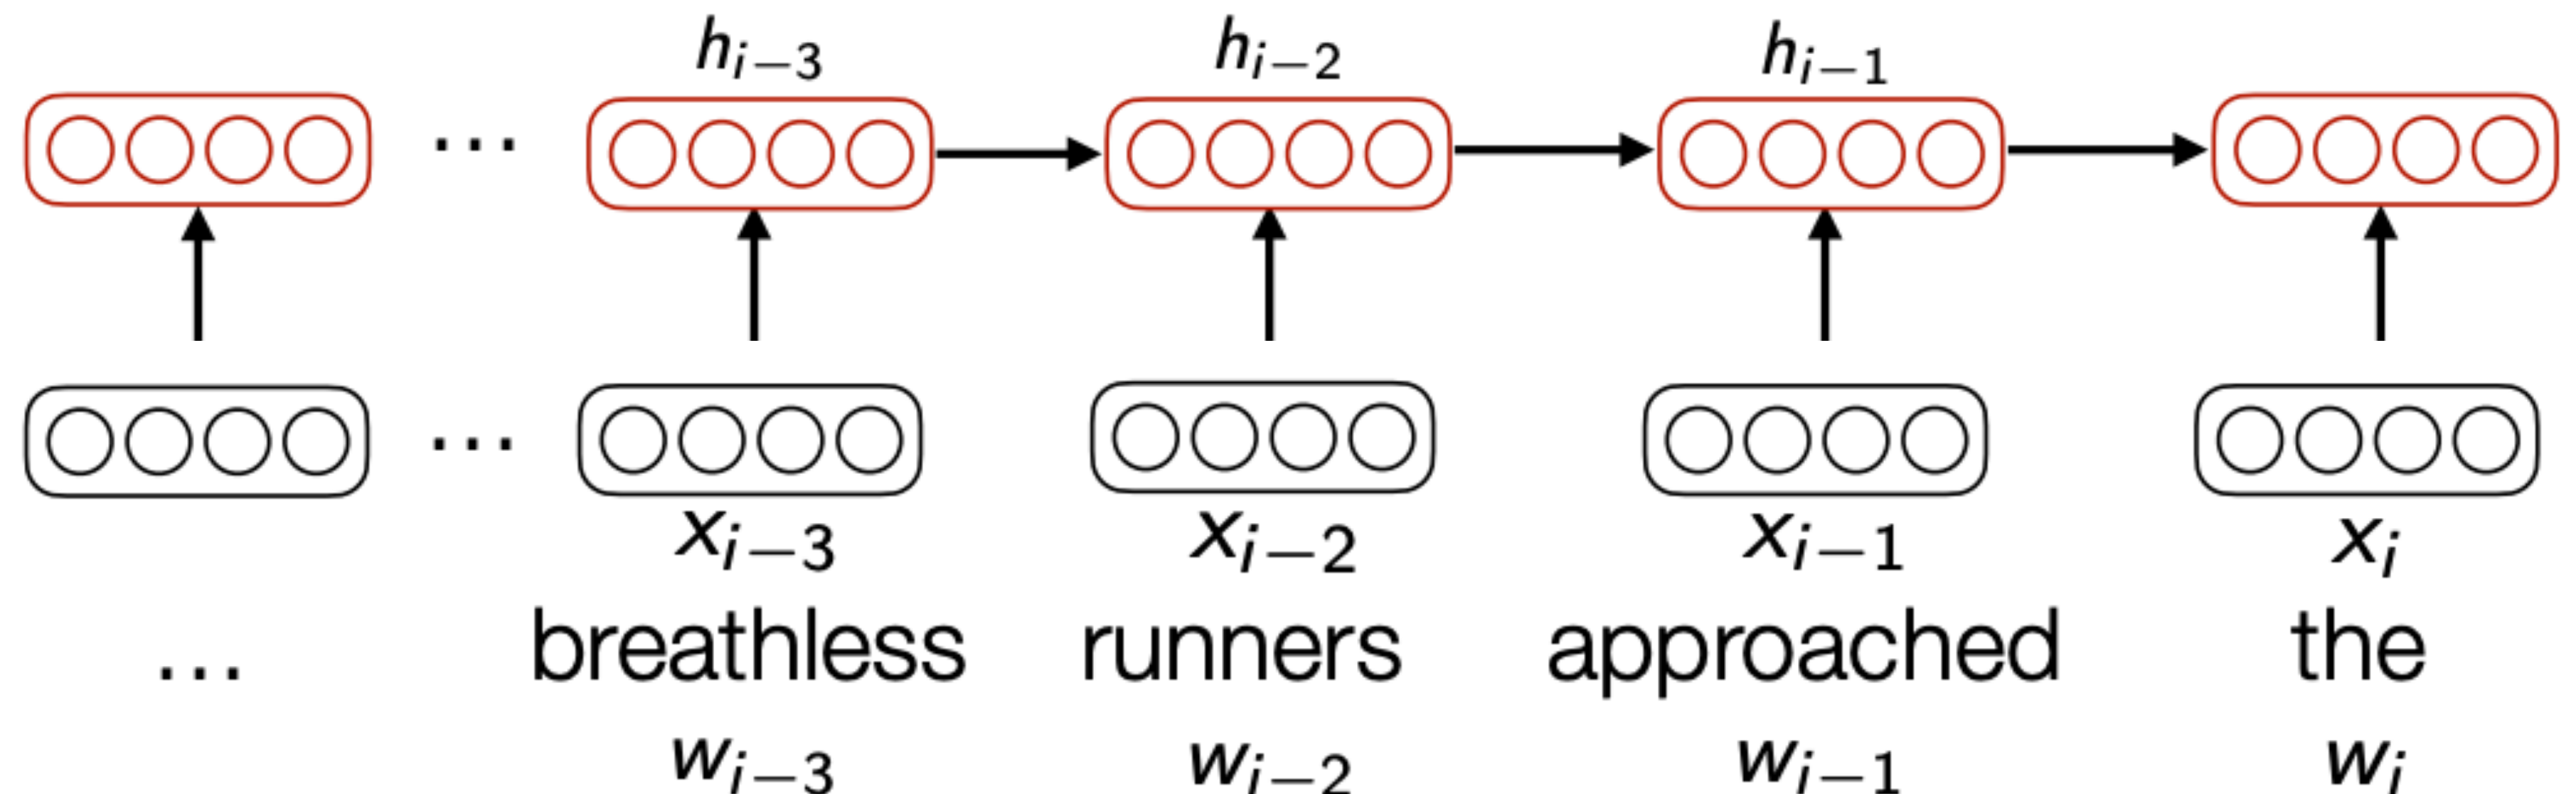 h_{i−3} h_{i−2} h_{i−1}
...
...
x_{i−3} x_{i−2} x_{i−1} x_i
... breathless runners approached the
w_{i−3} w_{i−2} w_{i−1} w_i